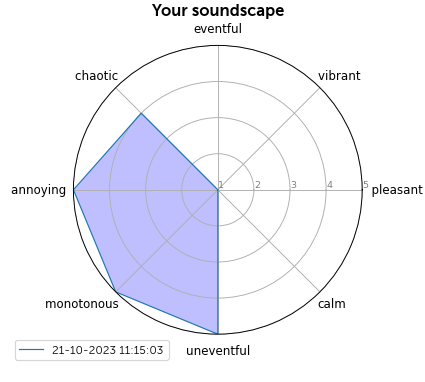 Your soundscape
eventful
chaotic
vibrant
annoying
1 2 3 4 5
pleasant
monotonous
calm
uneventful
21-10-2023 11:15:03